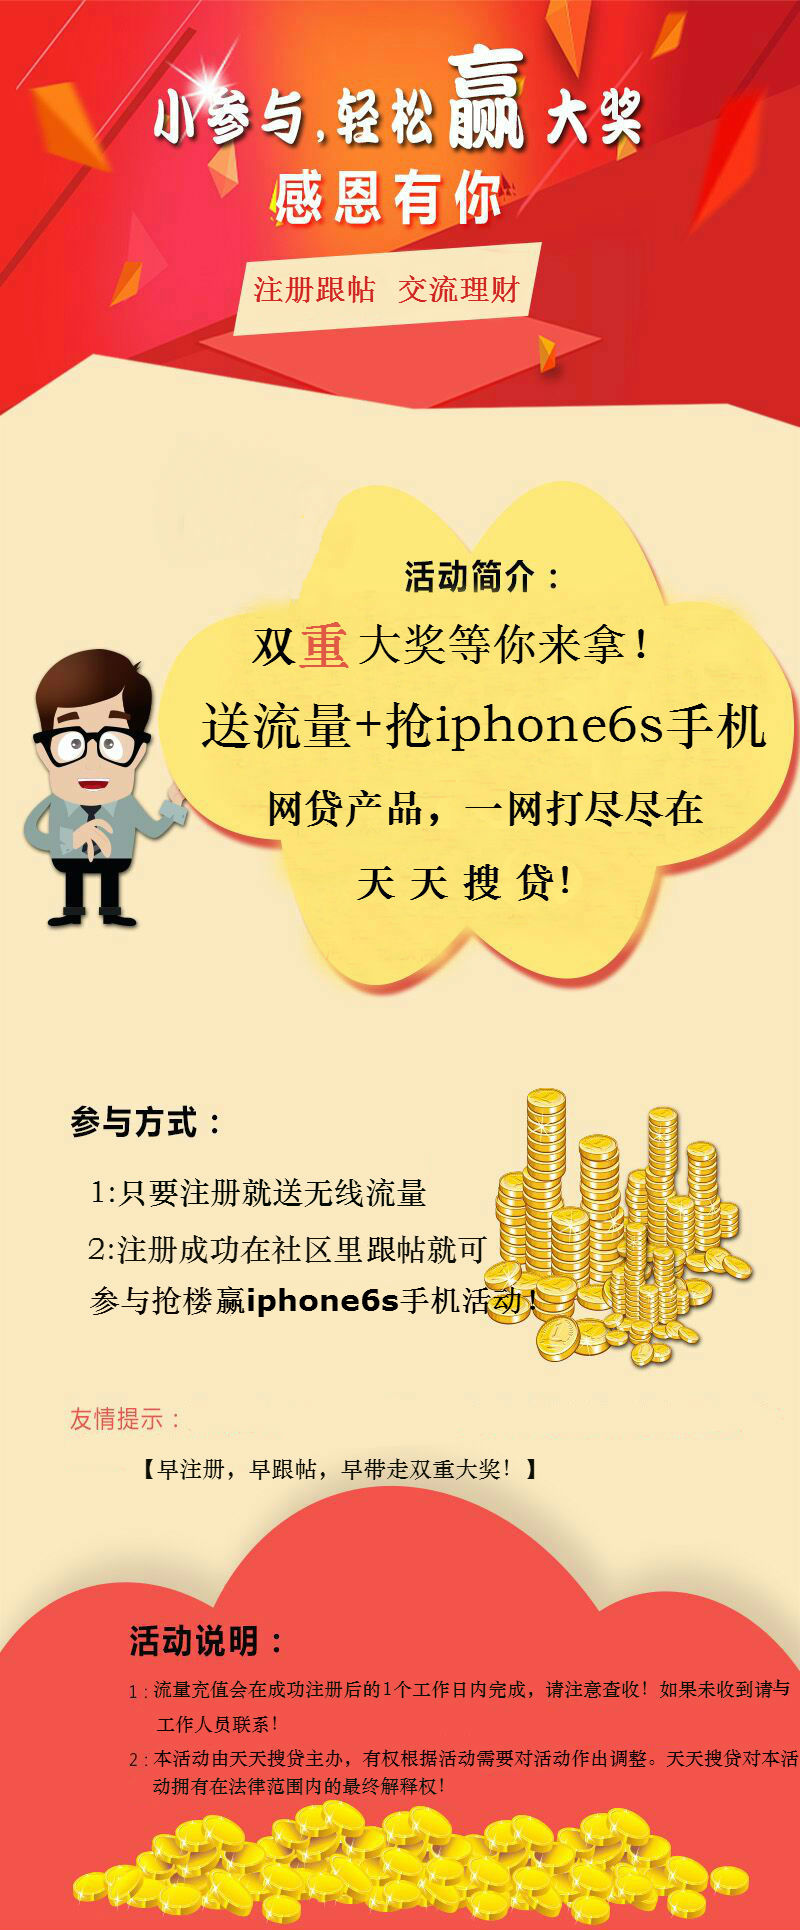 小参与,轻松赢大奖
感恩有你
注册跟帖 交流理财
活动简介：
双重大奖等你来拿！
送流量+抢iphone6s手机
网贷产品，一网打尽尽在
天天搜贷！
参与方式：
1:只要注册就送无线流量
2:注册成功在社区里跟帖就可
参与抢楼赢iphone6s手机活动！
友情提示：
【早注册，早跟帖，早带走双重大奖！】
活动说明：
1：流量充值会在成功注册后的1个工作日内完成，请注意查收！如果未收到请与
工作人员联系！
2：本活动由天天搜贷主办，有权根据活动需要对活动作出调整。天天搜贷对本活
动拥有在法律范围内的最终解释权！